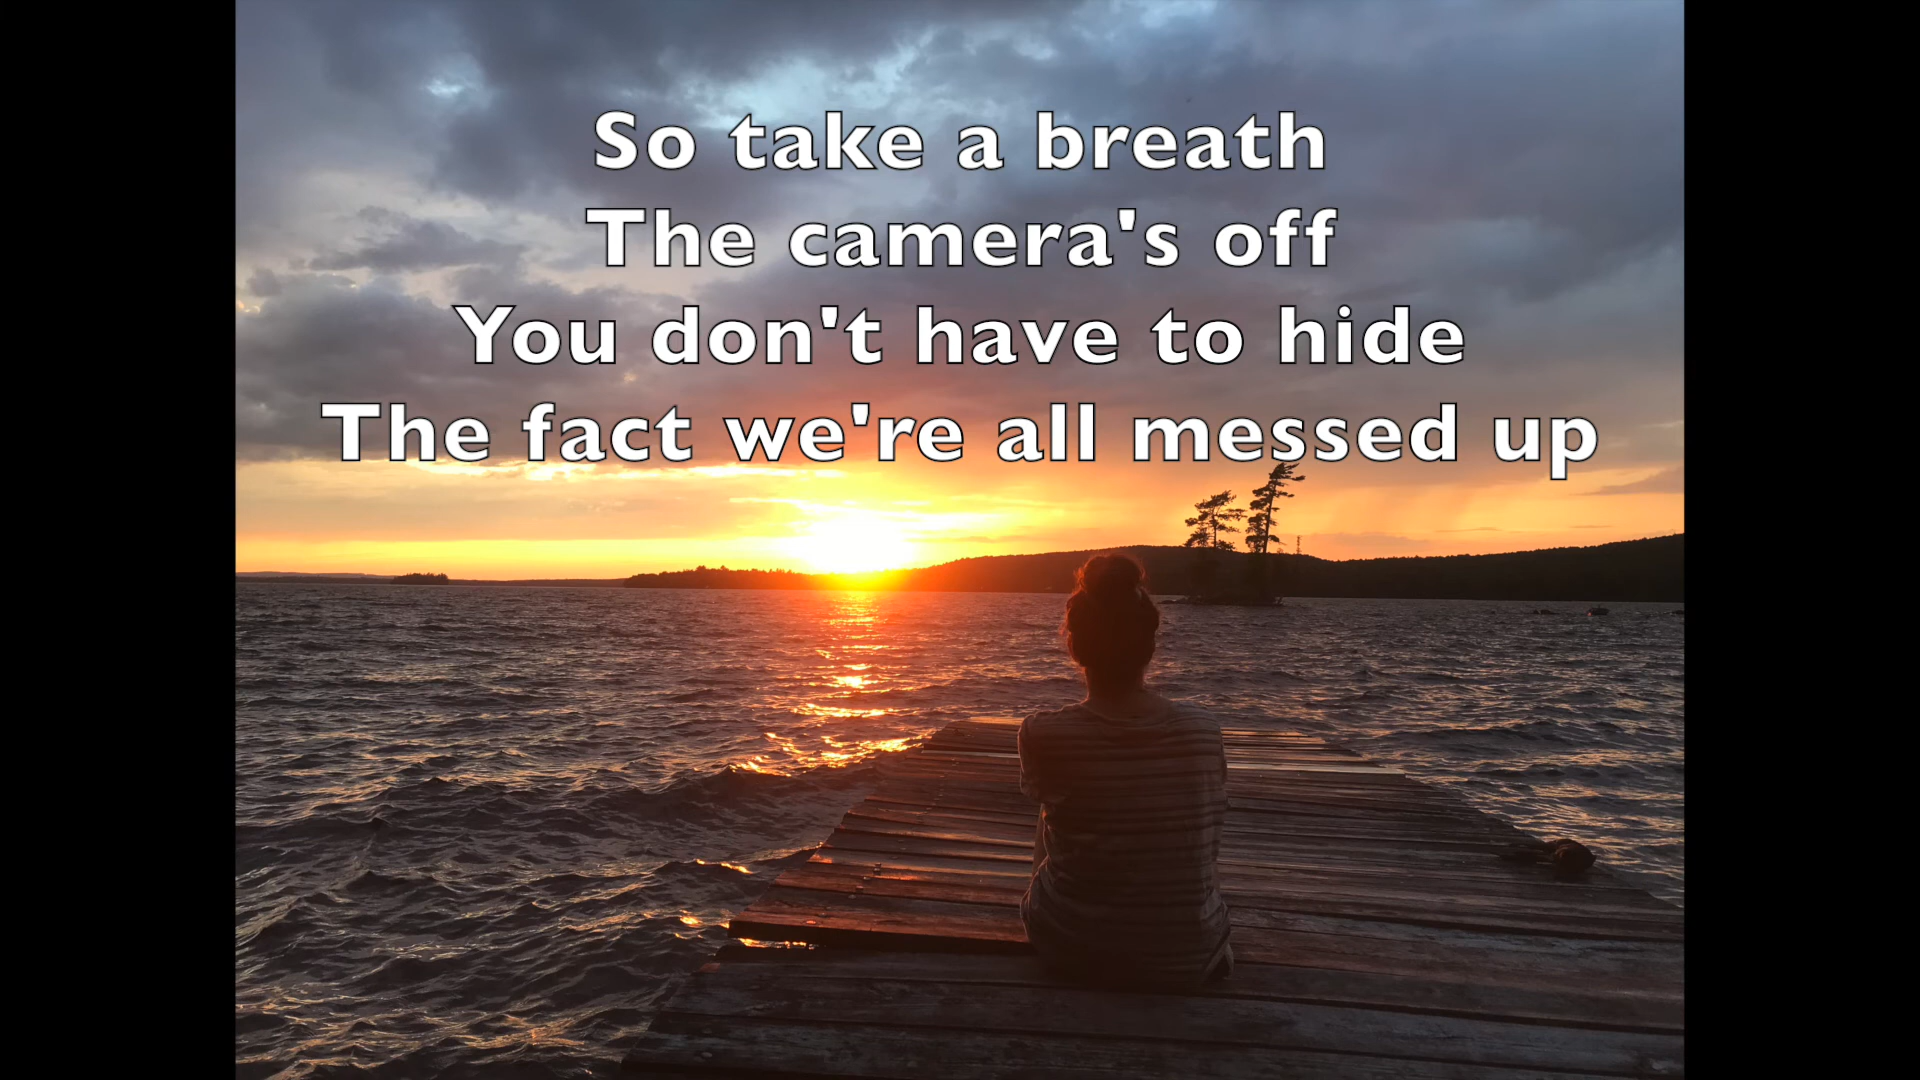 So take a breath
The camera's off
You don't have to hide
The fact we're all messed up